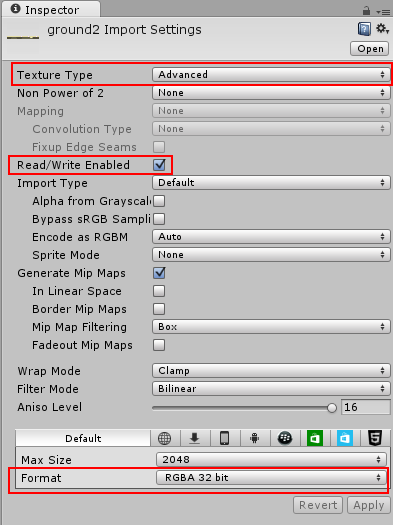 Inspector
ground2 Import Settings
Open
Texture Type Advanced
Non Power of 2 None
Mapping None
Convolution Type None
Fixup Edge Seams
Read/Write Enabled
Import Type Default
Alpha from Grayscale
Bypass sRGB Sampli
Encode as RGBM Auto
Sprite Mode None
Generate Mip Maps
In Linear Space
Border Mip Maps
Mip Map Filtering Box
Fadeout Mip Maps
Wrap Mode Clamp
Filter Mode Bilinear
Aniso Level 16
Default
Max Size 2048
Format RGBA 32 bit
Revert Apply